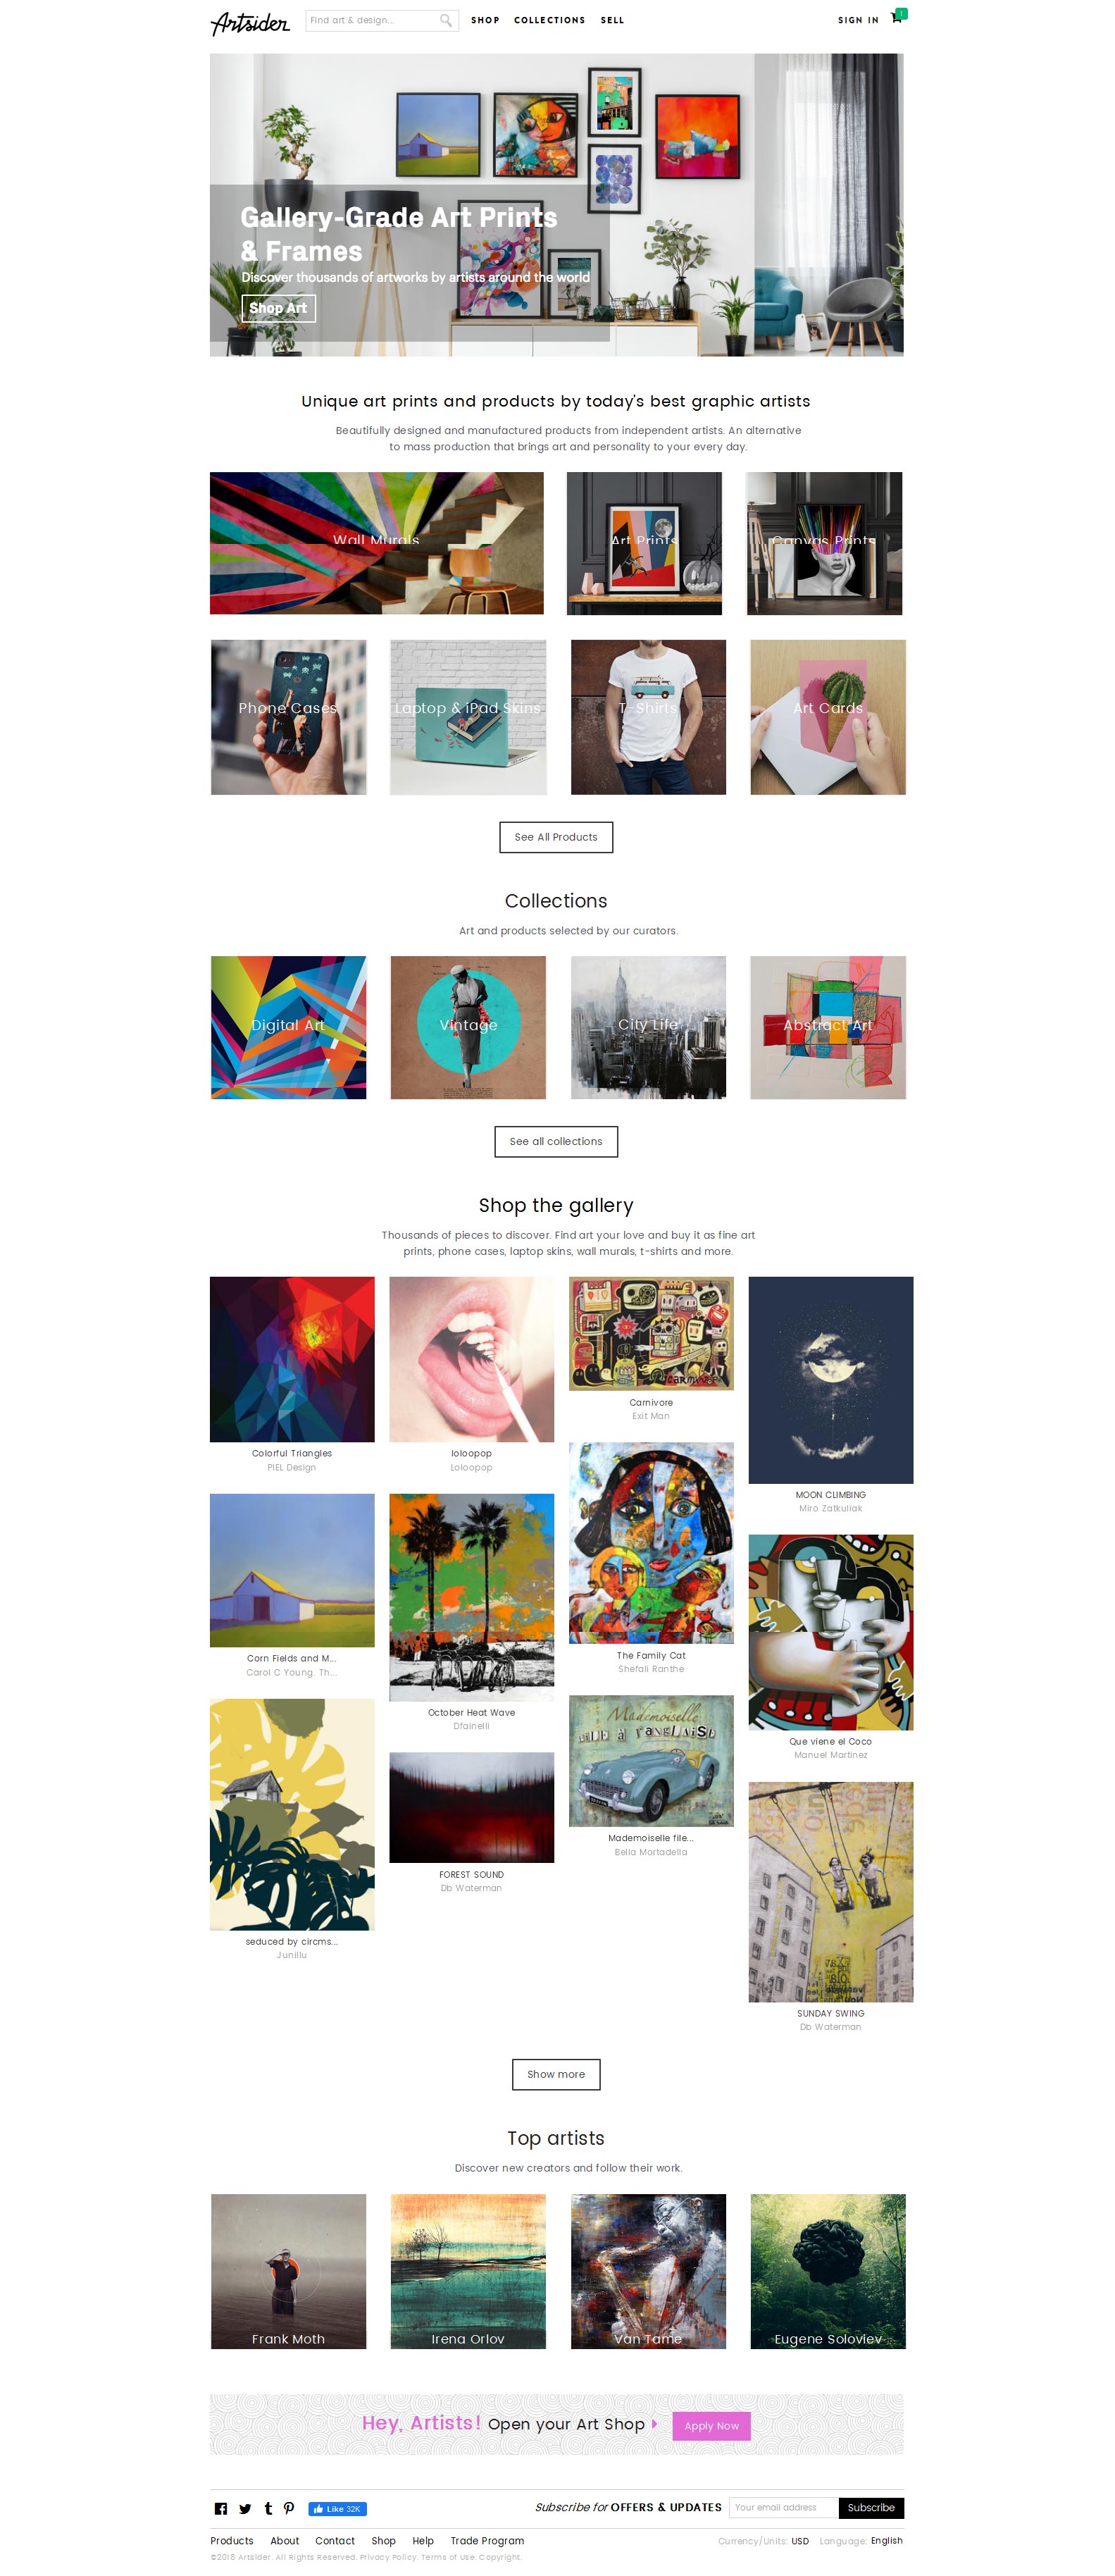 Artsider
Find art & design...
SHOP COLLECTIONS SELL
SIGN IN
Gallery-Grade Art Prints
& Frames
Discover thousands of artworks by artists around the world
Shop Art
Unique art prints and products by today's best graphic artists
Beautifully designed and manufactured products from independent artists. An alternative
to mass production that brings art and personality to your every day.
Wall Murals
Art Prints
Canvas Prints
Phone Cases
Laptop & iPad Skins
T-Shirts
Art Cards
See All Products
Collections
Art and products selected by our curators.
Digital Art
Vintage
City Life
Abstract Art
See all collections
Shop the gallery
Thousands of pieces to discover. Find art your love and buy it as fine art
prints, phone cases, laptop skins, wall murals, t-shirts and more.
Colorful Triangles
PIEL Design
loloopop
Loloopop
Carnivore
Exit Man
MOON CLIMBING
Miro Zatkuliak
Corn Fields and M...
Carol C Young. Th...
October Heat Wave
Dfainelli
The Family Cat
Shefali Ranthe
Que viene el Coco
Manuel Martinez
seduced by circms...
Junillu
FOREST SOUND
Db Waterman
Mademoiselle
Mademoiselle file...
Bella Mortadella
SUNDAY SWING
Db Waterman
Show more
Top artists
Discover new creators and follow their work.
Frank Moth
Irena Orlov
Van Tame
Eugene Soloviev
Hey, Artists! Open your Art Shop
Apply Now
Like 32K
Subscribe for OFFERS & UPDATES
Your email address
Subscribe
Products About Contact Shop Help Trade Program
Currency/Units: USD Language: English
©2018 Artsider. All Rights Reserved. Privacy Policy. Terms of Use. Copyright.